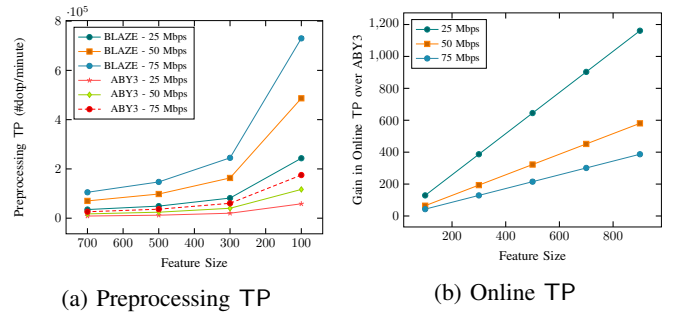 ·10^5
8
6
4
2
0
Preprocessing TP (#dotp/minute)
BLAZE - 25 Mbps
BLAZE - 50 Mbps
BLAZE - 75 Mbps
ABY3 - 25 Mbps
ABY3 - 50 Mbps
ABY3 - 75 Mbps
700 600 500 400 300 200 100
Feature Size
(a) Preprocessing TP
1,200
1,000
800
600
400
200
0
Gain in Online TP over ABY3
25 Mbps
50 Mbps
75 Mbps
200 400 600 800
Feature Size
(b) Online TP